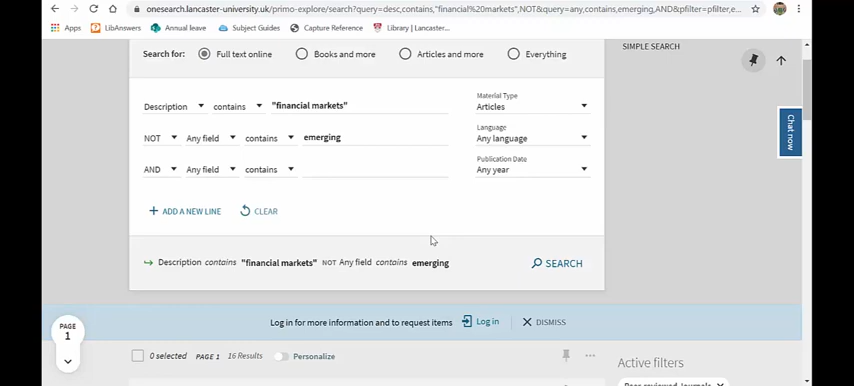 onesearch.lancaster-university.uk/primo-explore/search?query=desc,contains,"financial%20markets",NOT&query=any,contains,emerging,AND&pfilter=pfilter,e...
Apps LibAnswers Annual leave Subject Guides Capture Reference Library | Lancaster...
Search for: Full text online Books and more Articles and more Everything
SIMPLE SEARCH
Description contains "financial markets"
Material Type
Articles
NOT Any field contains emerging
Language
Any language
AND Any field contains
Publication Date
Any year
Chat now
+ ADD A NEW LINE CLEAR
Description contains "financial markets" NOT Any field contains emerging
SEARCH
PAGE
1
Log in for more information and to request items Log in DISMISS
0 selected PAGE 1 16 Results Personalize
Active filters
Peer-reviewed Journals